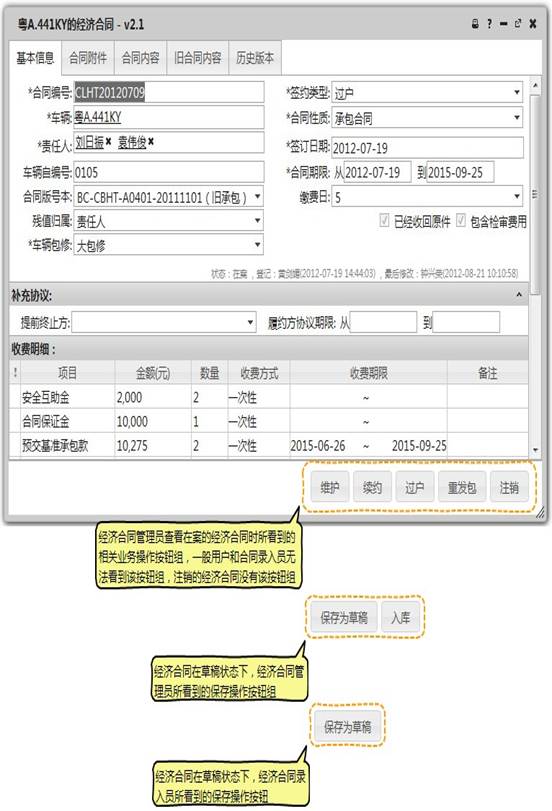 粤A.441KY的经济合同 - v2.1
基本信息 合同附件 合同内容 旧合同内容 历史版本
*合同编号: CLHT20120709 *签约类型: 过户
*车辆: 粤A.441KY *合同性质: 承包合同
*责任人: 刘日振 袁伟俊 *签订日期: 2012-07-19
车辆自编号: 0105 *合同期限: 从 2012-07-19 到 2015-09-25
合同版号本: BC-CBHT-A0401-20111101（旧承包） 缴费日: 5
残值归属: 责任人 已经收回原件 包含检审费用
*车辆包修: 大包修
状态：在案，登记：黄剑娜(2012-07-19 14:44:03)，最后修改：钟兴荣(2012-08-21 10:10:58)
补充协议:
提前终止方: 履约方协议期限: 从 到
收费明细：
! 项目 金额(元) 数量 收费方式 收费期限 备注
安全互助金 2,000 2 一次性 ~
合同保证金 10,000 1 一次性 ~
预交基准承包款 10,275 2 一次性 2015-06-26 ~ 2015-09-25
维护 续约 过户 重发包 注销
经济合同管理员查看在案的经济合同时所看到的
相关业务操作按钮组，一般用户和合同录入员无
法看到该按钮组，注销的经济合同没有该按钮组
保存为草稿 入库
经济合同在草稿状态下，经济合同管
理员所看到的保存操作按钮组
保存为草稿
经济合同在草稿状态下，经济合同录
入员所看到的保存操作按钮